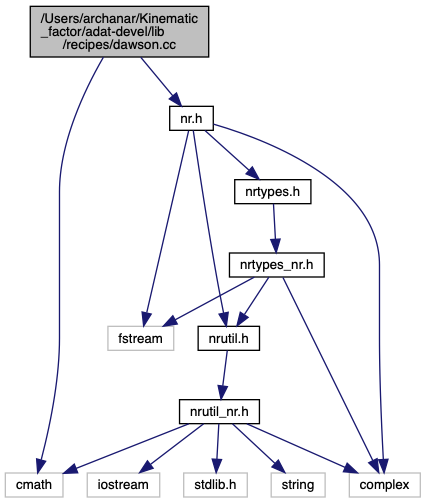 /Users/archanar/Kinematic
_factor/adat-devel/lib
/recipes/dawson.cc
nr.h
nrtypes.h
nrtypes_nr.h
fstream
nrutil.h
nrutil_nr.h
cmath
iostream
stdlib.h
string
complex